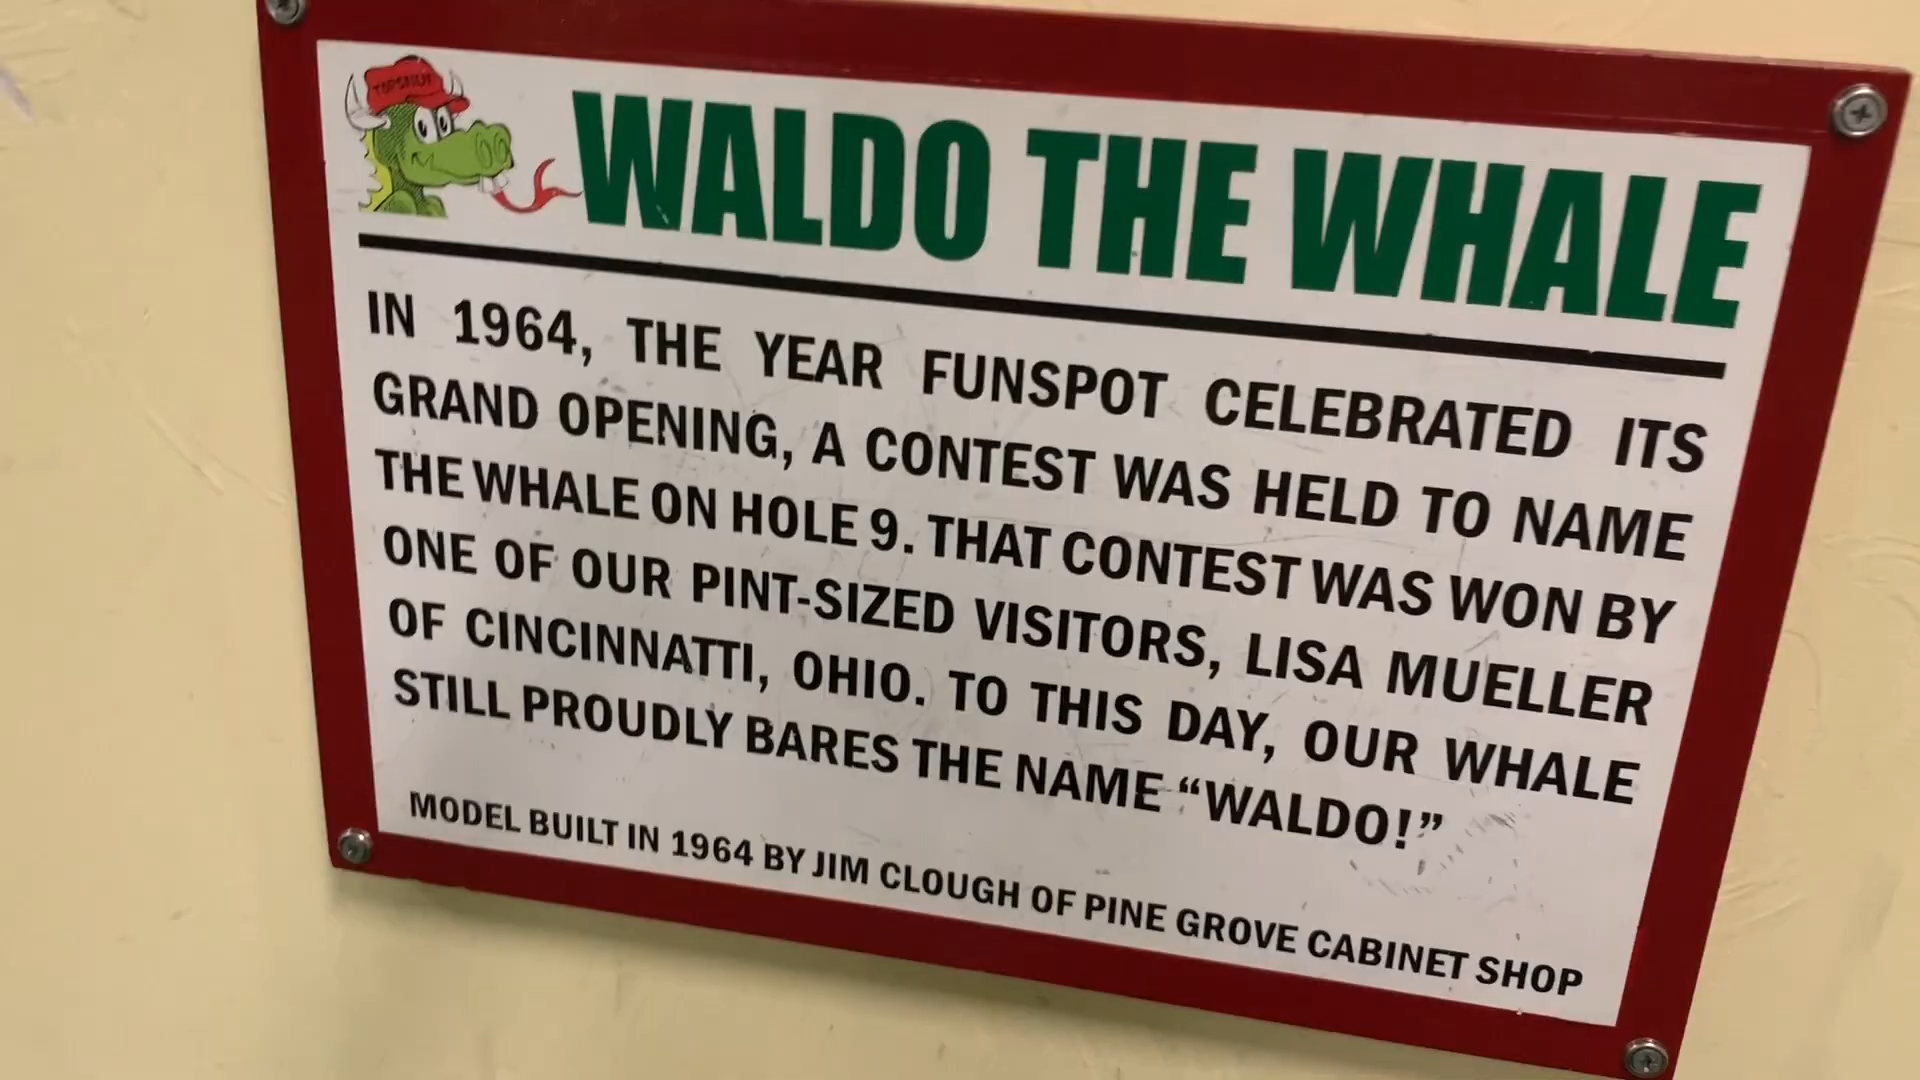 TOPSNUF
WALDO THE WHALE
IN 1964, THE YEAR FUNSPOT CELEBRATED ITS
GRAND OPENING, A CONTEST WAS HELD TO NAME
THE WHALE ON HOLE 9. THAT CONTEST WAS WON BY
ONE OF OUR PINT-SIZED VISITORS, LISA MUELLER
OF CINCINNATTI, OHIO. TO THIS DAY, OUR WHALE
STILL PROUDLY BARES THE NAME “WALDO!”
MODEL BUILT IN 1964 BY JIM CLOUGH OF PINE GROVE CABINET SHOP